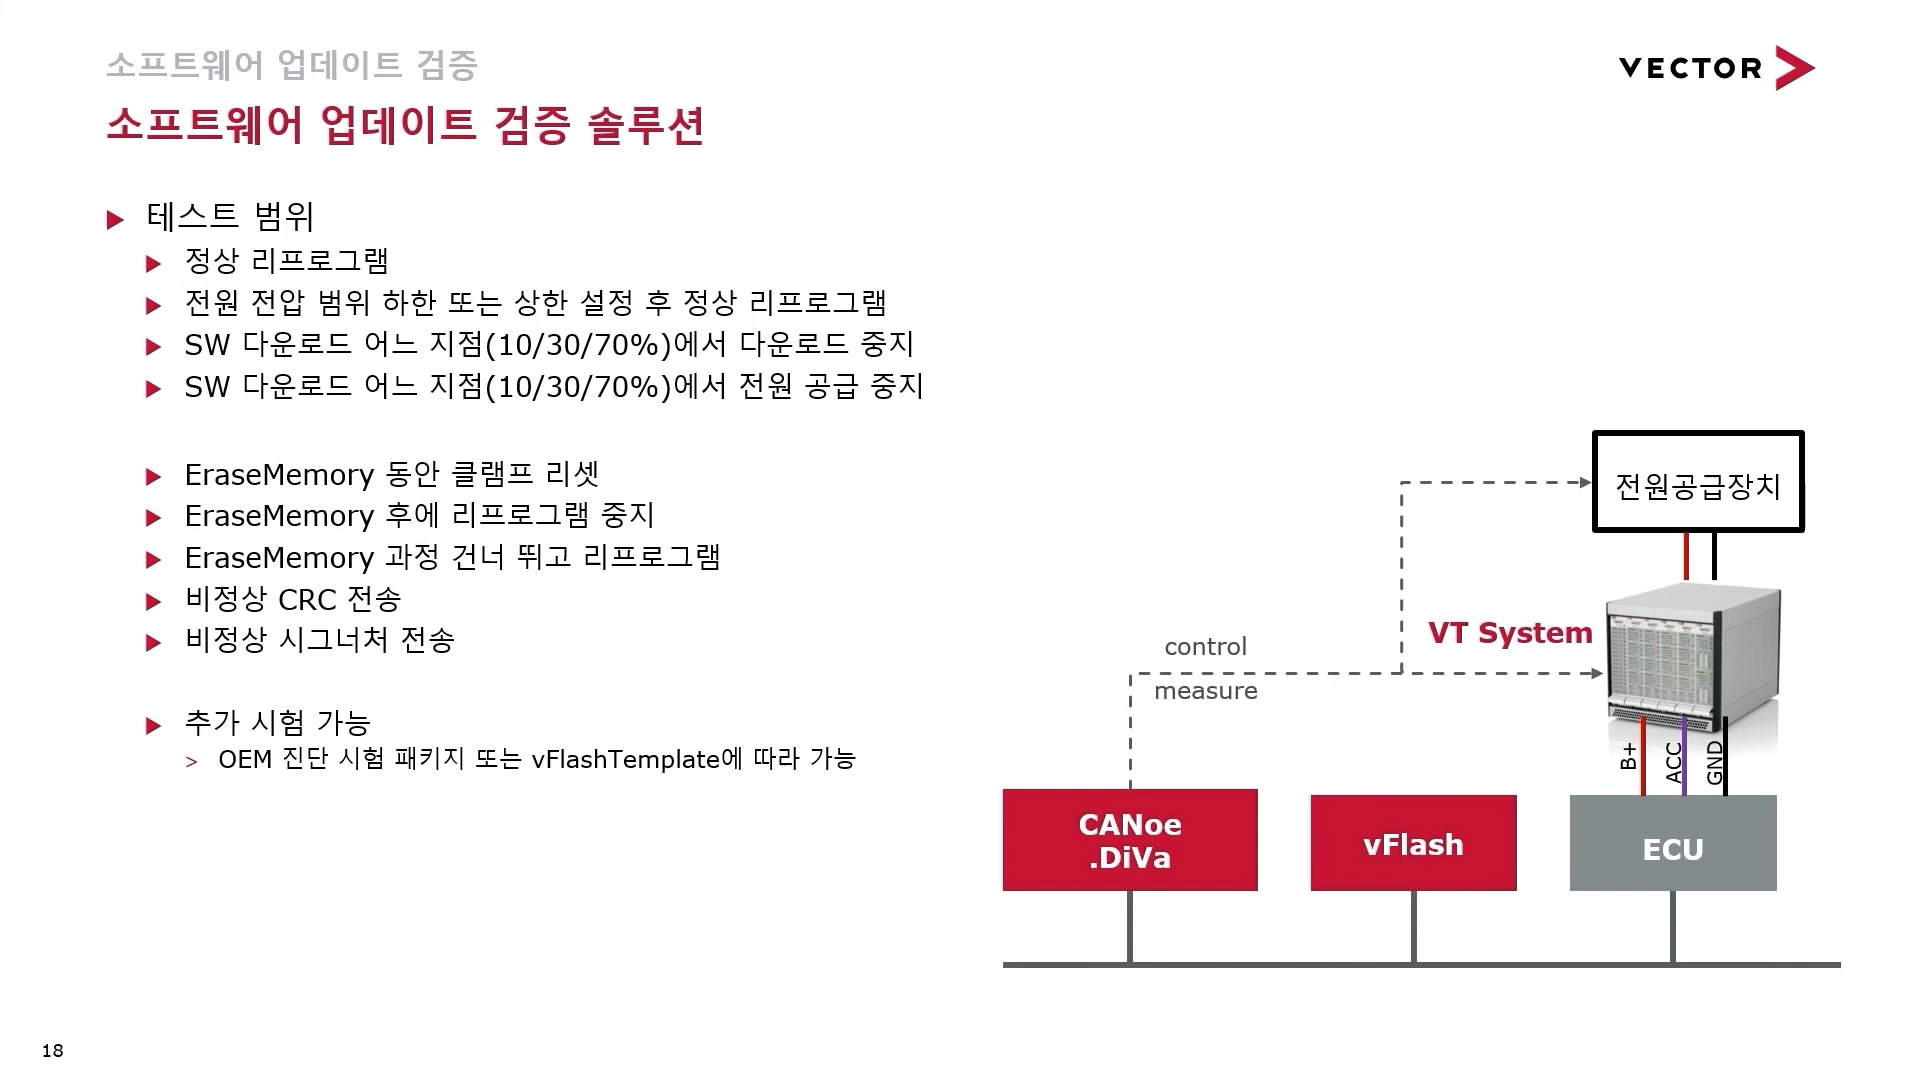 소프트웨어 업데이트 검증
VECTOR
소프트웨어 업데이트 검증 솔루션
테스트 범위
정상 리프로그램
전원 전압 범위 하한 또는 상한 설정 후 정상 리프로그램
SW 다운로드 어느 지점(10/30/70%)에서 다운로드 중지
SW 다운로드 어느 지점(10/30/70%)에서 전원 공급 중지
EraseMemory 동안 클램프 리셋
EraseMemory 후에 리프로그램 중지
EraseMemory 과정 건너 뛰고 리프로그램
비정상 CRC 전송
비정상 시그너처 전송
추가 시험 가능
> OEM 진단 시험 패키지 또는 vFlashTemplate에 따라 가능
전원공급장치
VT System
control
measure
B+
ACC
GND
CANoe
.DiVa
vFlash
ECU
18